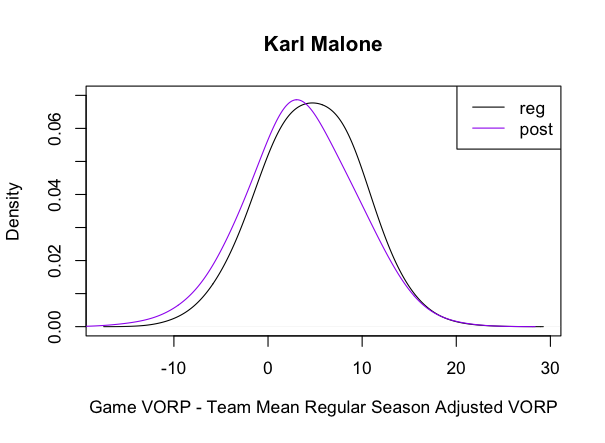 Karl Malone
reg
post
Density
0.00
0.02
0.04
0.06
-10
0
10
20
30
Game VORP - Team Mean Regular Season Adjusted VORP